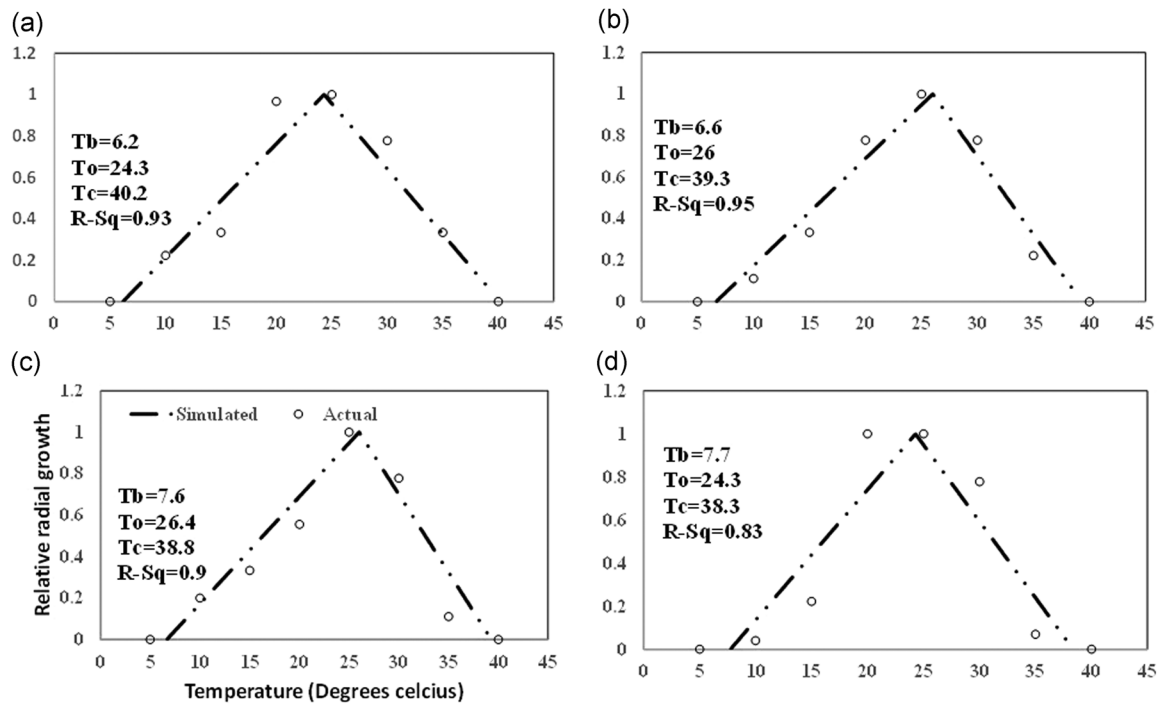 (a)
1.2
1
0.8
0.6
0.4
0.2
0
Tb=6.2
To=24.3
Tc=40.2
R-Sq=0.93
0 5 10 15 20 25 30 35 40 45
(b)
1.2
1
0.8
0.6
0.4
0.2
0
Tb=6.6
To=26
Tc=39.3
R-Sq=0.95
0 5 10 15 20 25 30 35 40 45
(c)
Relative radial growth
1.2
1
0.8
0.6
0.4
0.2
0
Simulated Actual
Tb=7.6
To=26.4
Tc=38.8
R-Sq=0.9
0 5 10 15 20 25 30 35 40 45
Temperature (Degrees celcius)
(d)
1.2
1
0.8
0.6
0.4
0.2
0
Tb=7.7
To=24.3
Tc=38.3
R-Sq=0.83
0 5 10 15 20 25 30 35 40 45